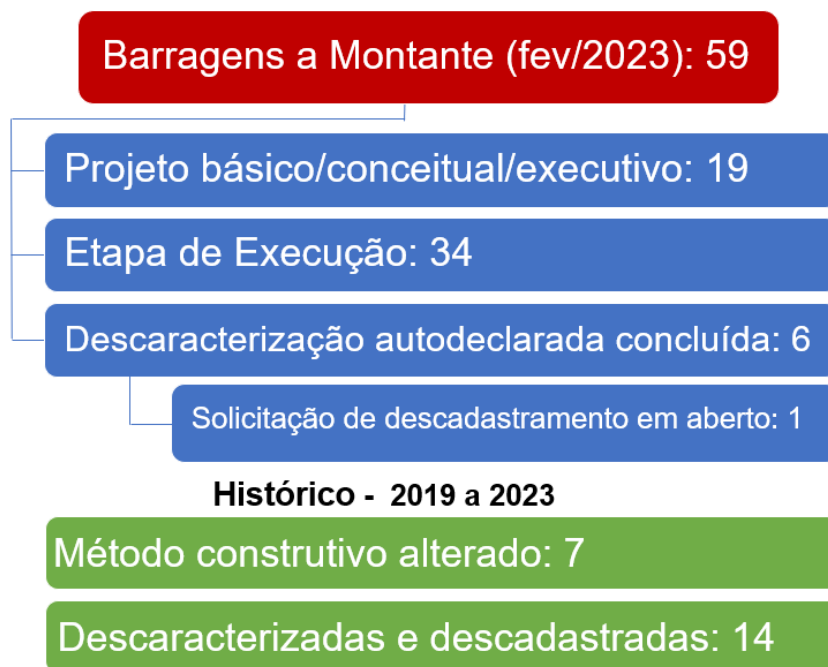 Barragens a Montante (fev/2023): 59
Projeto básico/conceitual/executivo: 19
Etapa de Execução: 34
Descaracterização autodeclarada concluída: 6
Solicitação de descadastramento em aberto: 1
Histórico - 2019 a 2023
Método construtivo alterado: 7
Descaracterizadas e descadastradas: 14